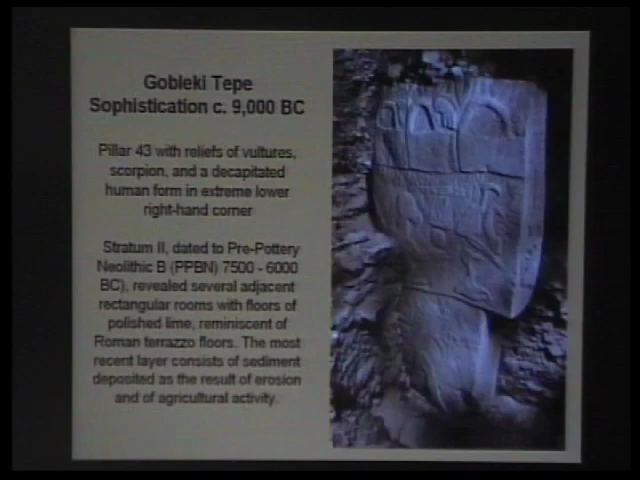 Gobleki Tepe
Sophistication c. 9,000 BC
Pillar 43 with reliefs of vultures,
scorpion, and a decapitated
human form in extreme lower
right-hand corner
Stratum II, dated to Pre-Pottery
Neolithic B (PPBN) 7500 - 6000
BC), revealed several adjacent
rectangular rooms with floors of
polished lime, reminiscent of
Roman terrazzo floors. The most
recent layer consists of sediment
deposited as the result of erosion
and of agricultural activity.